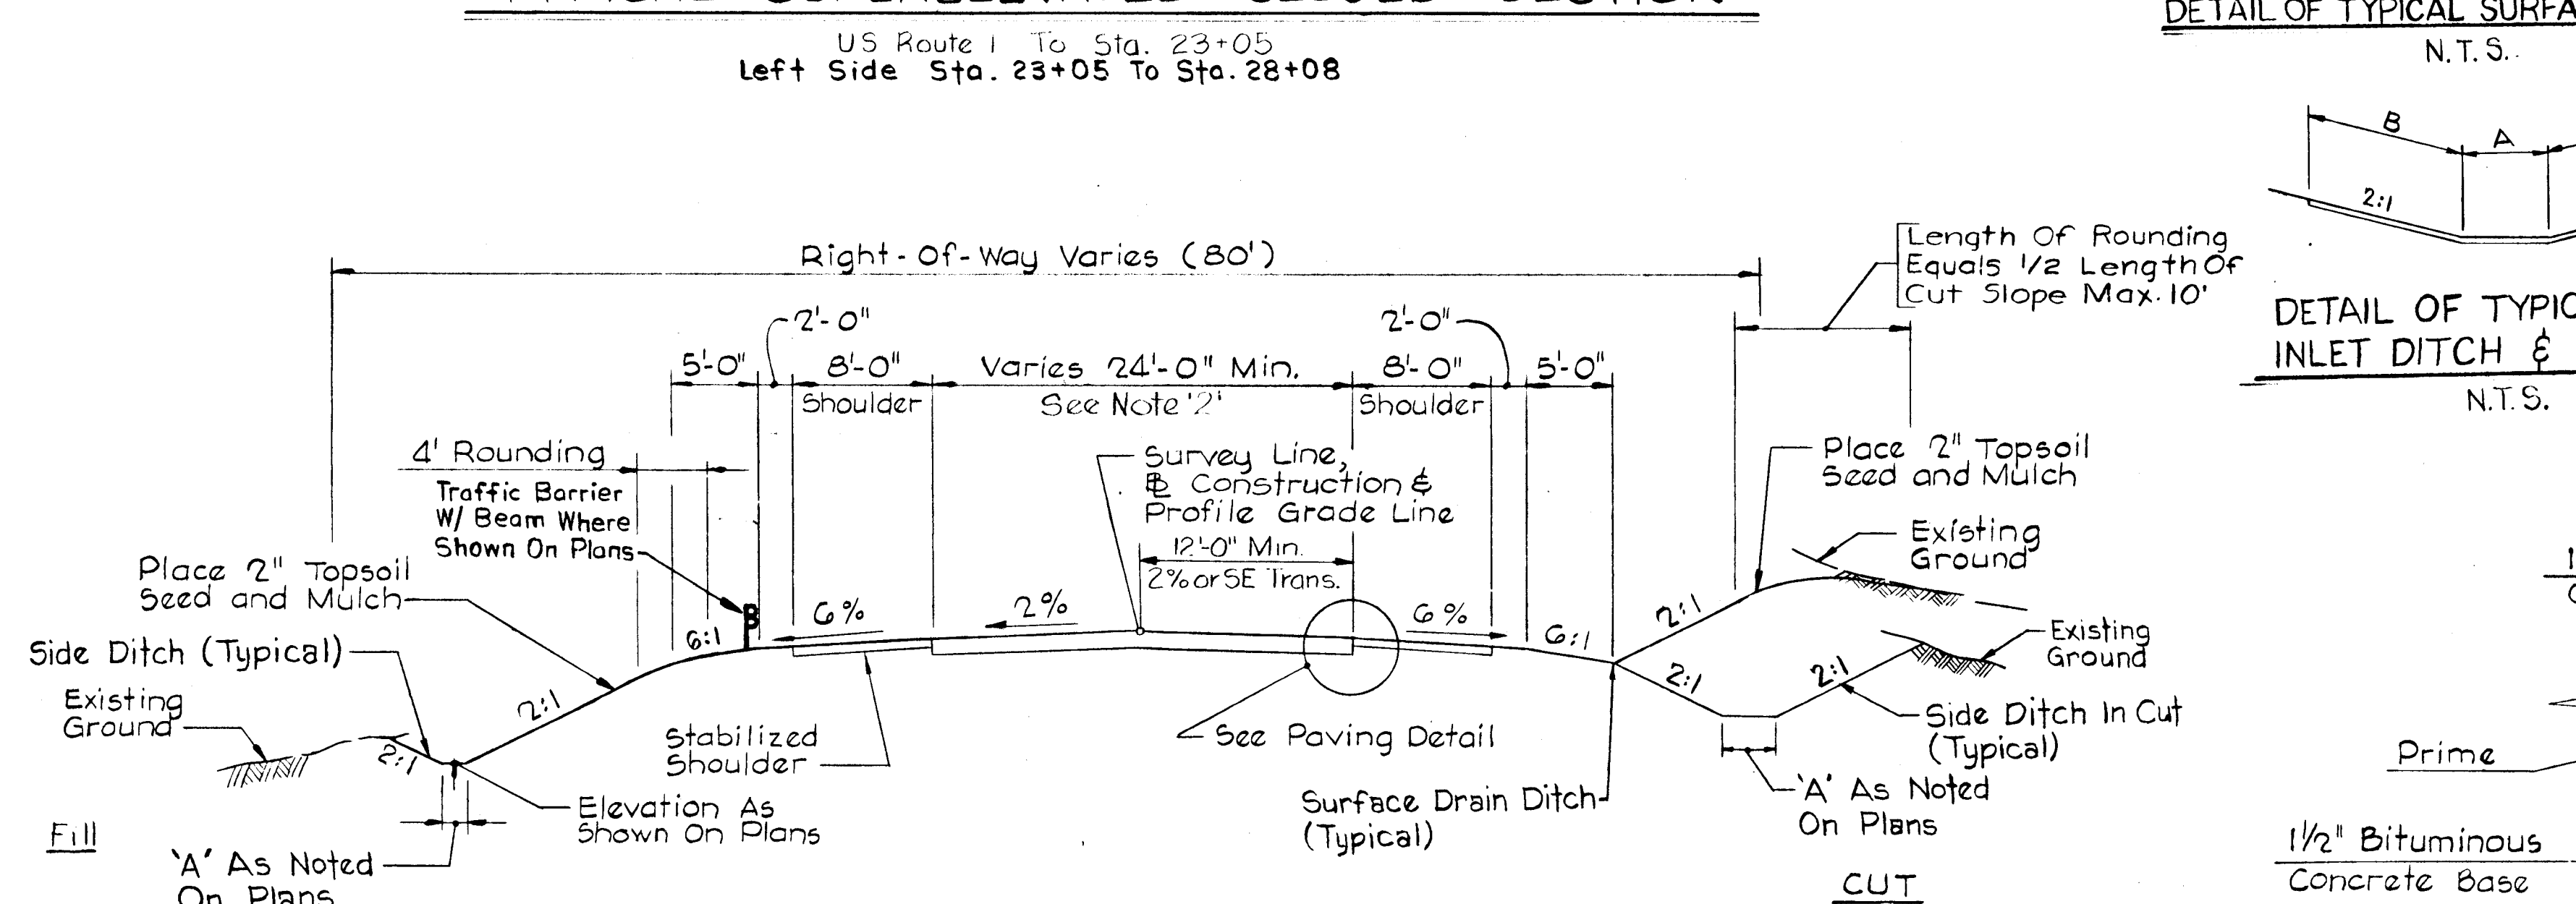 TYPICAL SUPERELEVATED CLOSED SECTION
US Route 1 To Sta. 23+05
Left Side Sta. 23+05 To Sta. 28+08
DETAIL OF TYPICAL SURFA
N.T.S.
B
A
2:1
DETAIL OF TYPIC
INLET DITCH &
N.T.S.
Right-Of-Way Varies (80')
Length Of Rounding
Equals 1/2 Length Of
Cut Slope Max. 10'
2'-0"
2'-0"
5'-0"
8'-0"
Varies 24'-0" Min.
8'-0"
5'-0"
Shoulder
See Note '2'
Shoulder
4' Rounding
Traffic Barrier
W/ Beam Where
Shown On Plans
Survey Line,
℄ Construction &
Profile Grade Line
12'-0" Min.
2% or SE Trans.
Place 2" Topsoil
Seed and Mulch
Existing
Ground
Place 2" Topsoil
Seed and Mulch
6:1
6%
2%
6%
6:1
2:1
Side Ditch (Typical)
Existing
Ground
Existing
Ground
2:1
2:1
2:1
2:1
Stabilized
Shoulder
See Paving Detail
Side Ditch In Cut
(Typical)
Elevation As
Shown On Plans
Surface Drain Ditch
(Typical)
'A' As Noted
On Plans
Fill
'A' As Noted
On Plans
CUT
Prime
1 1/2" Bituminous
Concrete Base